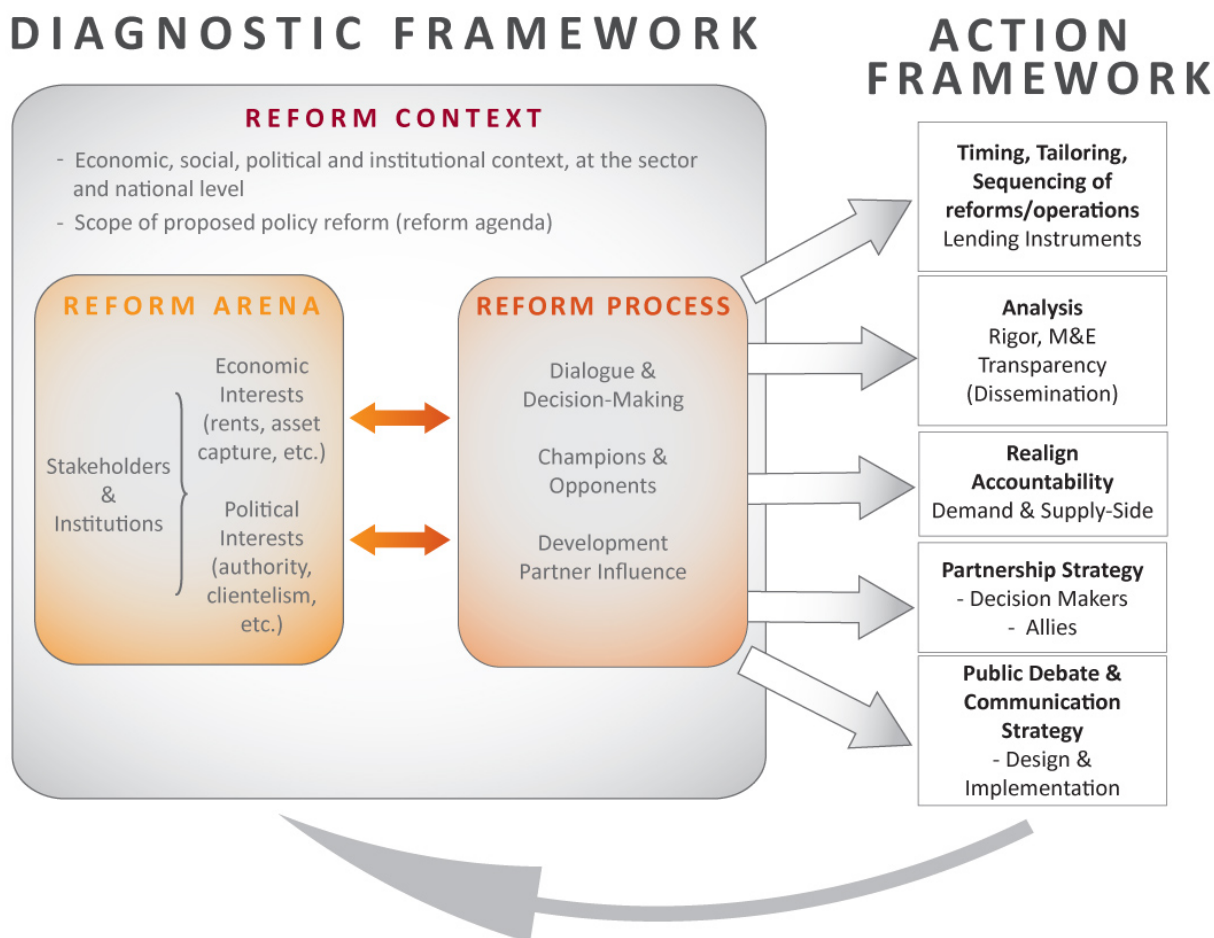 DIAGNOSTIC FRAMEWORK
REFORM CONTEXT
- Economic, social, political and institutional context, at the sector
and national level
- Scope of proposed policy reform (reform agenda)
REFORM ARENA
Stakeholders
&
Institutions
Economic
Interests
(rents, asset
capture, etc.)
Political
Interests
(authority,
clientelism,
etc.)
REFORM PROCESS
Dialogue &
Decision-Making
Champions &
Opponents
Development
Partner Influence
ACTION
FRAMEWORK
Timing, Tailoring,
Sequencing of
reforms/operations
Lending Instruments
Analysis
Rigor, M&E
Transparency
(Dissemination)
Realign
Accountability
Demand & Supply-Side
Partnership Strategy
- Decision Makers
- Allies
Public Debate &
Communication
Strategy
- Design &
Implementation